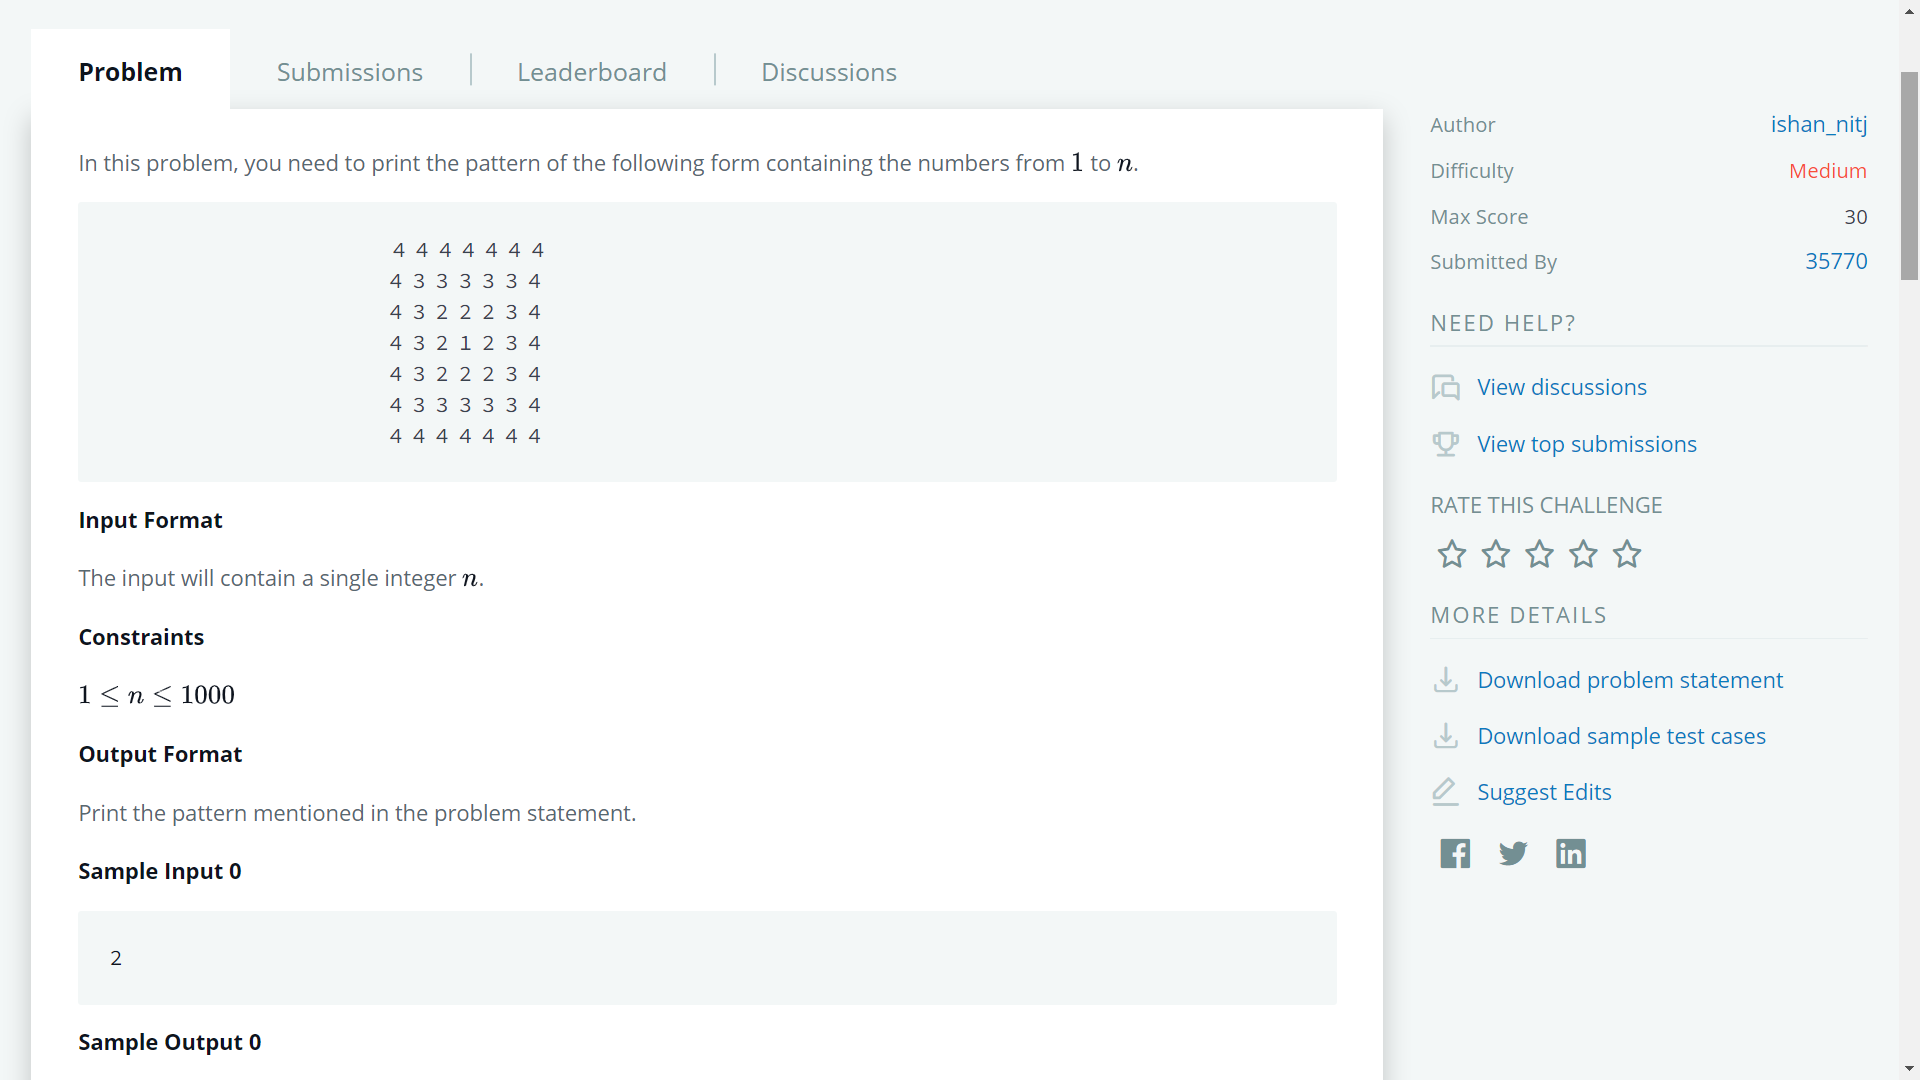 Problem
Submissions
Leaderboard
Discussions
In this problem, you need to print the pattern of the following form containing the numbers from 1 to n.
4 4 4 4 4 4 4
4 3 3 3 3 3 4
4 3 2 2 2 3 4
4 3 2 1 2 3 4
4 3 2 2 2 3 4
4 3 3 3 3 3 4
4 4 4 4 4 4 4
Input Format
The input will contain a single integer n.
Constraints
1 ≤ n ≤ 1000
Output Format
Print the pattern mentioned in the problem statement.
Sample Input 0
2
Sample Output 0
Author ishan_nitj
Difficulty Medium
Max Score 30
Submitted By 35770
NEED HELP?
View discussions
View top submissions
RATE THIS CHALLENGE
MORE DETAILS
Download problem statement
Download sample test cases
Suggest Edits